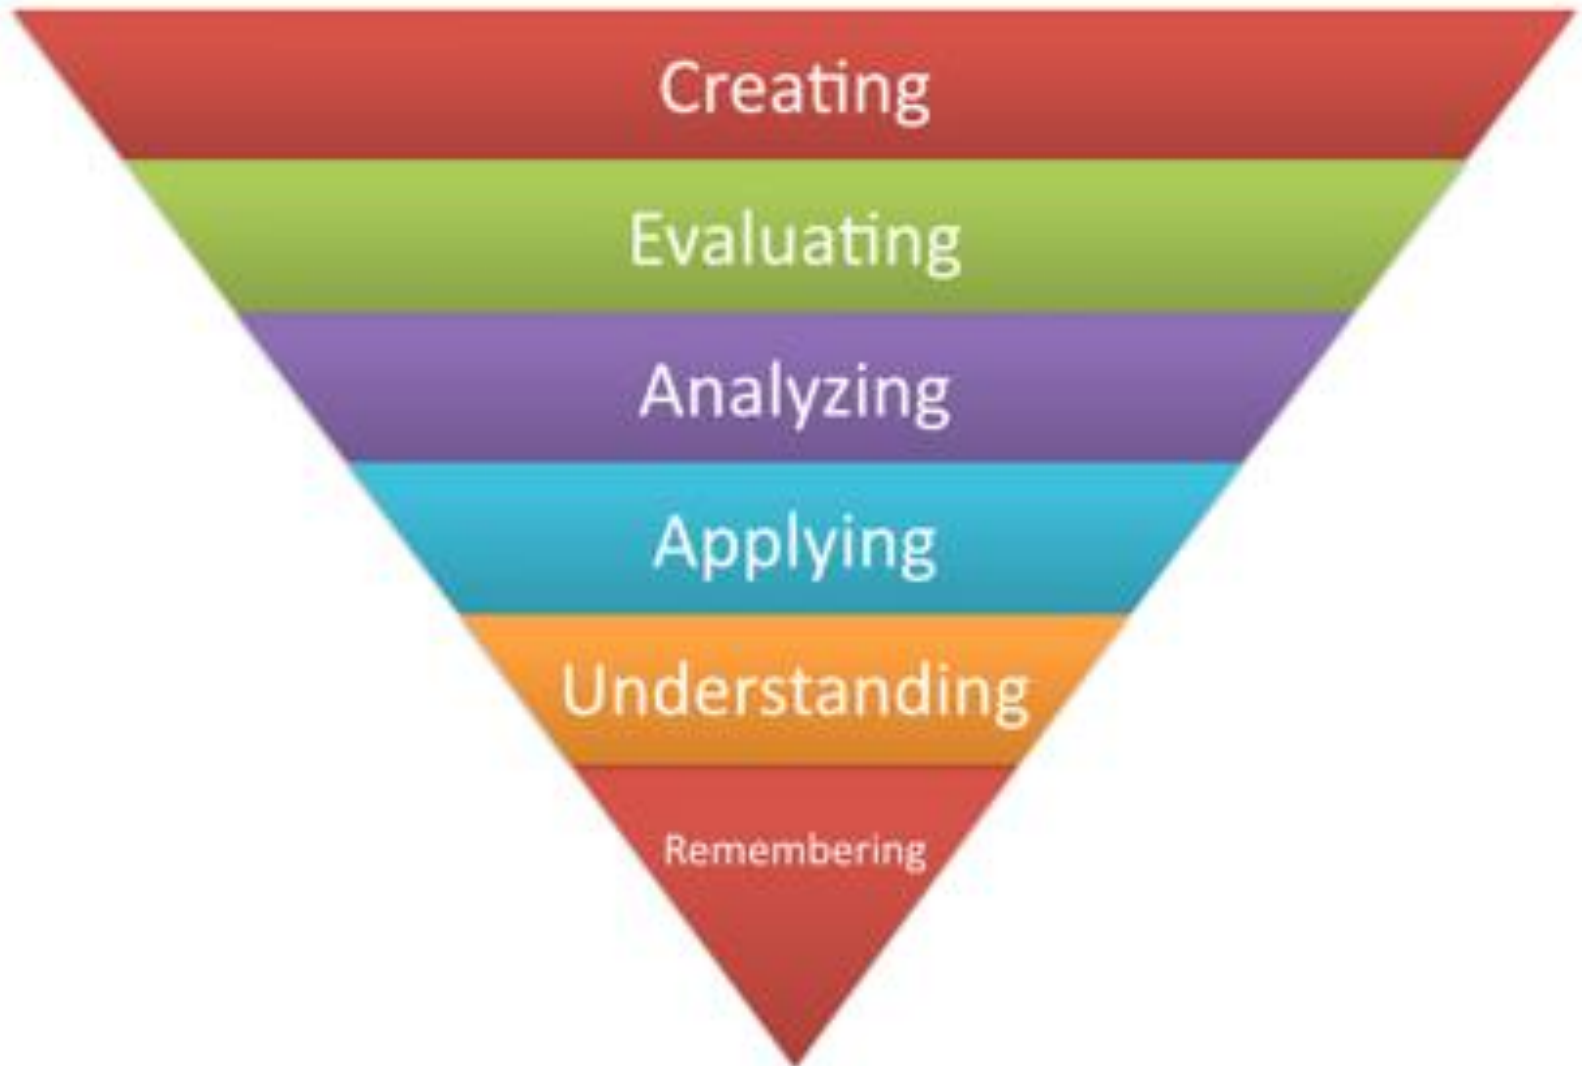 Creating
Evaluating
Analyzing
Applying
Understanding
Remembering